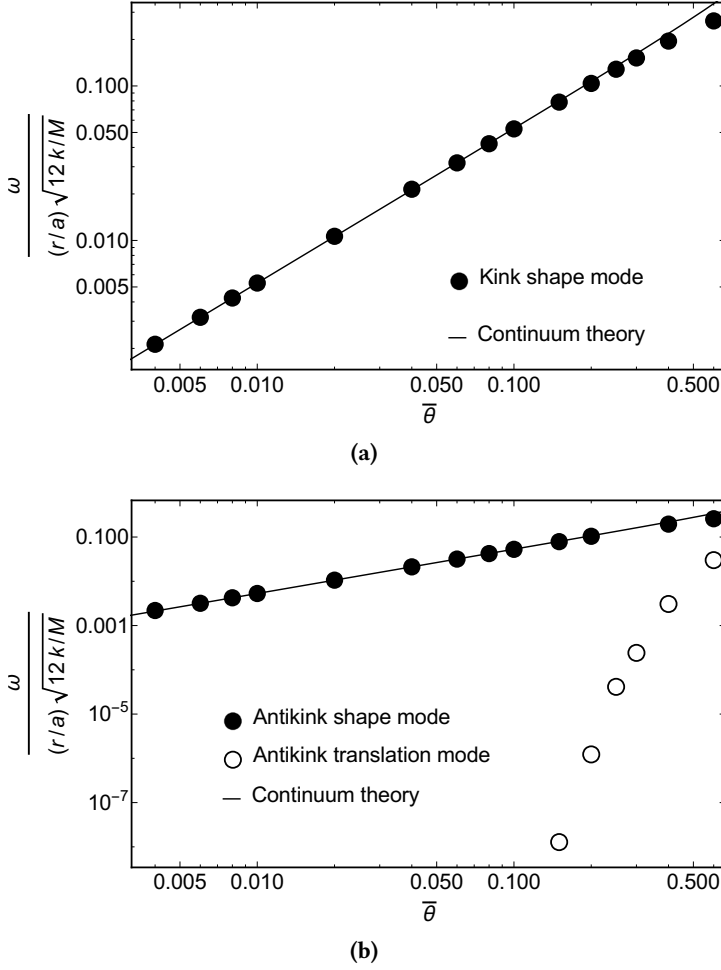 0.100
0.050
0.010
0.005
ω
(r/a) √12 k/M
● Kink shape mode
— Continuum theory
0.005 0.010 0.050 0.100 0.500
θ̅
(a)
0.100
0.001
10⁻⁵
10⁻⁷
ω
(r/a) √12 k/M
● Antikink shape mode
○ Antikink translation mode
— Continuum theory
0.005 0.010 0.050 0.100 0.500
θ̅
(b)